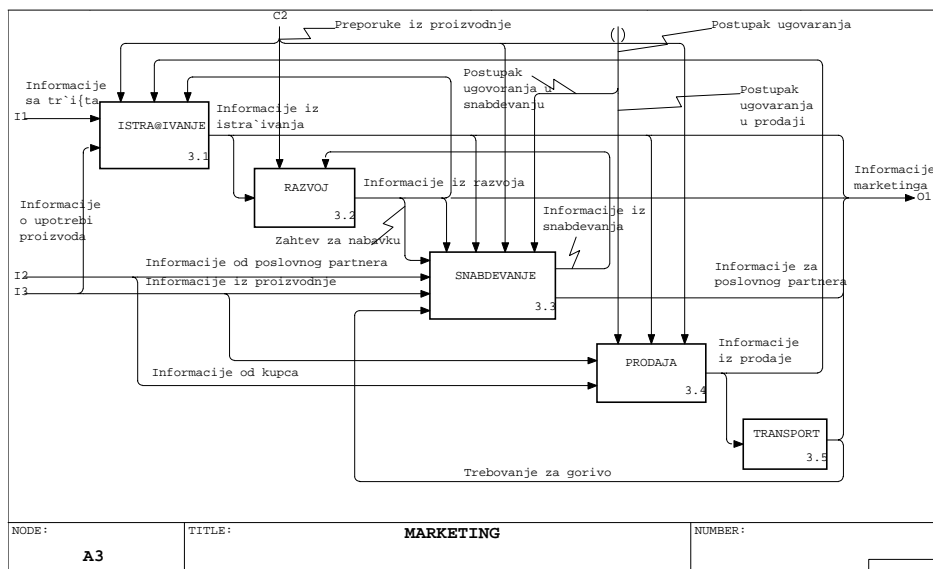 C2
Preporuke iz proizvodnje
()
Postupak ugovaranja
Postupak
ugovoranja u
snabdevanju
Postupak
ugovaranja
u prodaji
Informacije
sa tr`i{ta
I1
ISTRA@IVANJE
3.1
Informacije iz
istra`ivanja
RAZVOJ
3.2
Informacije iz razvoja
Informacije
marketinga
O1
Informacije
o upotrebi
proizvoda
Zahtev za nabavku
Informacije iz
snabdevanja
I2
Informacije od poslovnog partnera
I3
Informacije iz proizvodnje
SNABDEVANJE
3.3
Informacije za
poslovnog partnera
Informacije od kupca
PRODAJA
3.4
Informacije
iz prodaje
TRANSPORT
3.5
Trebovanje za gorivo
NODE:
A3
TITLE:
MARKETING
NUMBER: